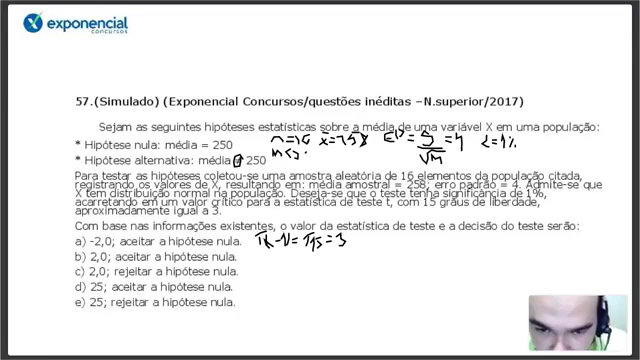 exponencial
concursos
57.(Simulado) (Exponencial Concursos/questões inéditas –N.superior/2017)
Sejam as seguintes hipóteses estatísticas sobre a média de uma variável X em uma população:
* Hipótese nula: média = 250
* Hipótese alternativa: média 250
Para testar as hipóteses coletou-se uma amostra aleatória de 16 elementos da população citada,
registrando os valores de X, resultando em: média amostral = 258; erro padrão = 4. Admite-se que
X tem distribuição normal na população. Deseja-se que o teste tenha significância de 1%,
acarretando em um valor crítico para a estatística de teste t, com 15 gráus de liberdade,
aproximadamente igual a 3.
Com base nas informações existentes, o valor da estatística de teste e a decisão do teste serão:
a) -2,0; aceitar a hipótese nula.
b) 2,0; aceitar a hipótese nula.
c) 2,0; rejeitar a hipótese nula.
d) 25; aceitar a hipótese nula.
e) 25; rejeitar a hipótese nula.